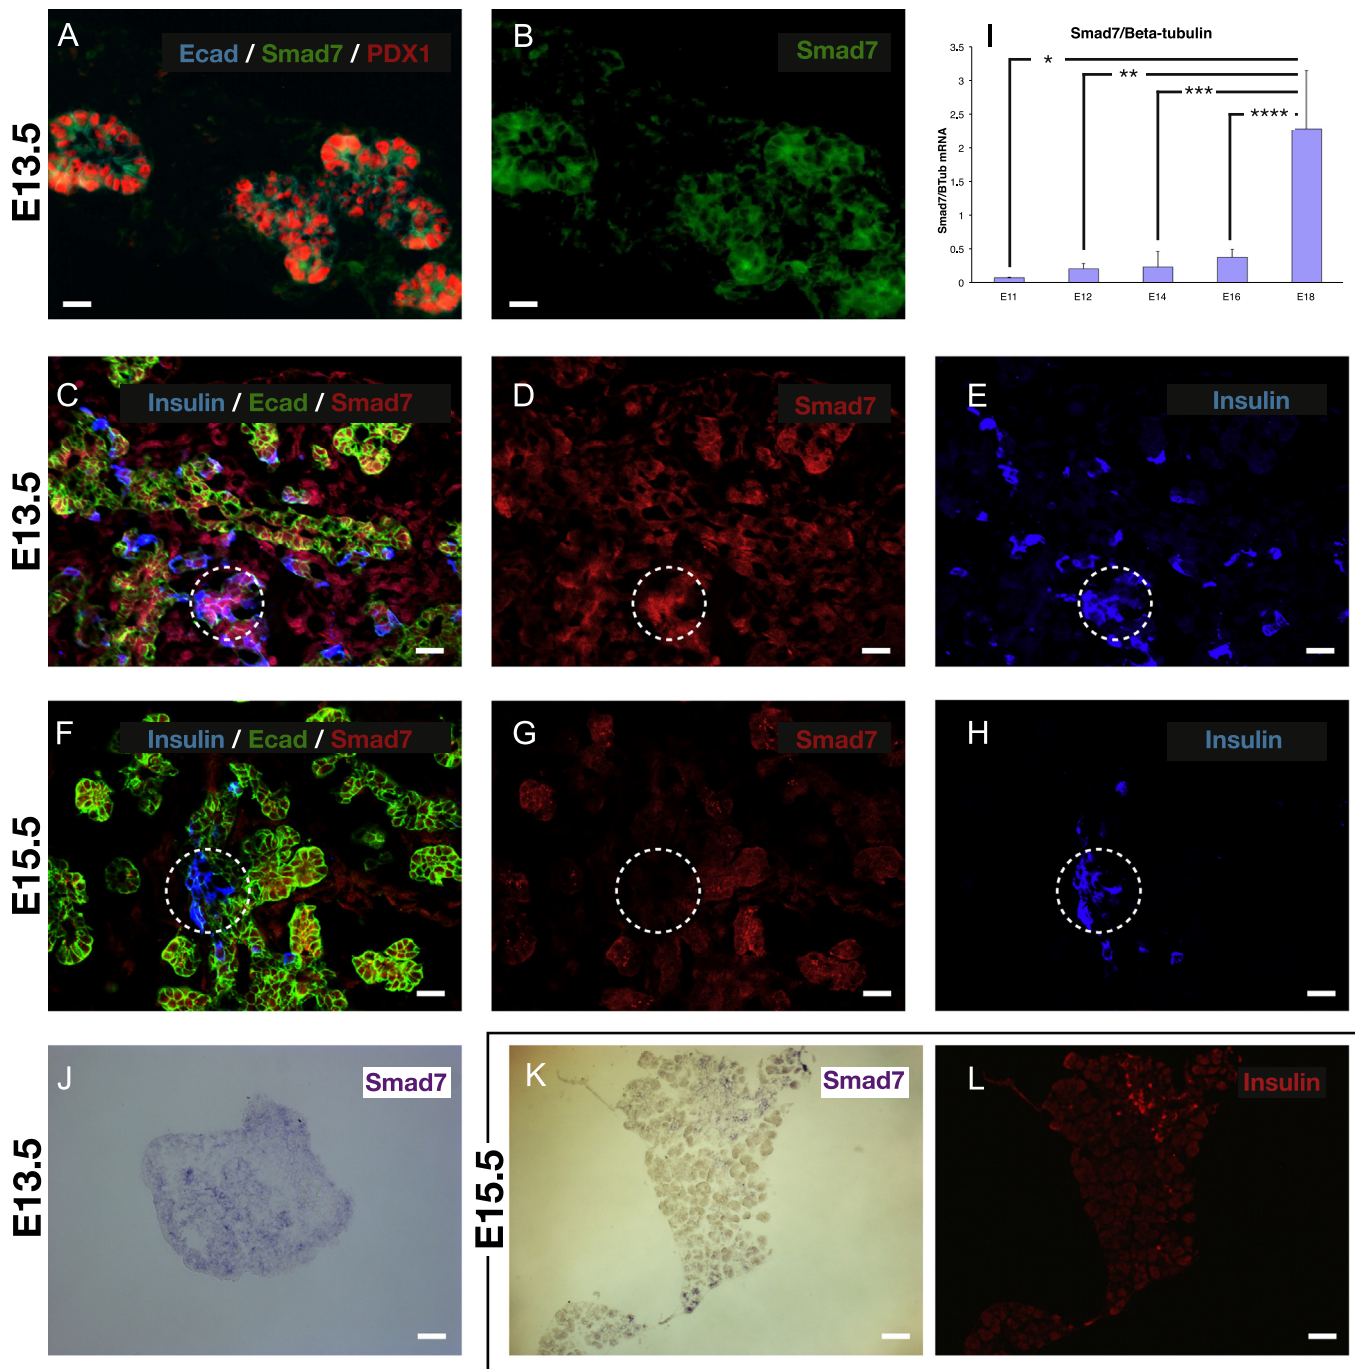 A
Ecad / Smad7 / PDX1
B
Smad7
I
Smad7/Beta-tubulin
Smad7/BTub mRNA
3.5
3
2.5
2
1.5
1
0.5
0
*
**
***
****
E11
E12
E14
E16
E18
E13.5
C
Insulin / Ecad / Smad7
D
Smad7
E
Insulin
E13.5
F
Insulin / Ecad / Smad7
G
Smad7
H
Insulin
E15.5
J
Smad7
E13.5
K
Smad7
L
Insulin
E15.5